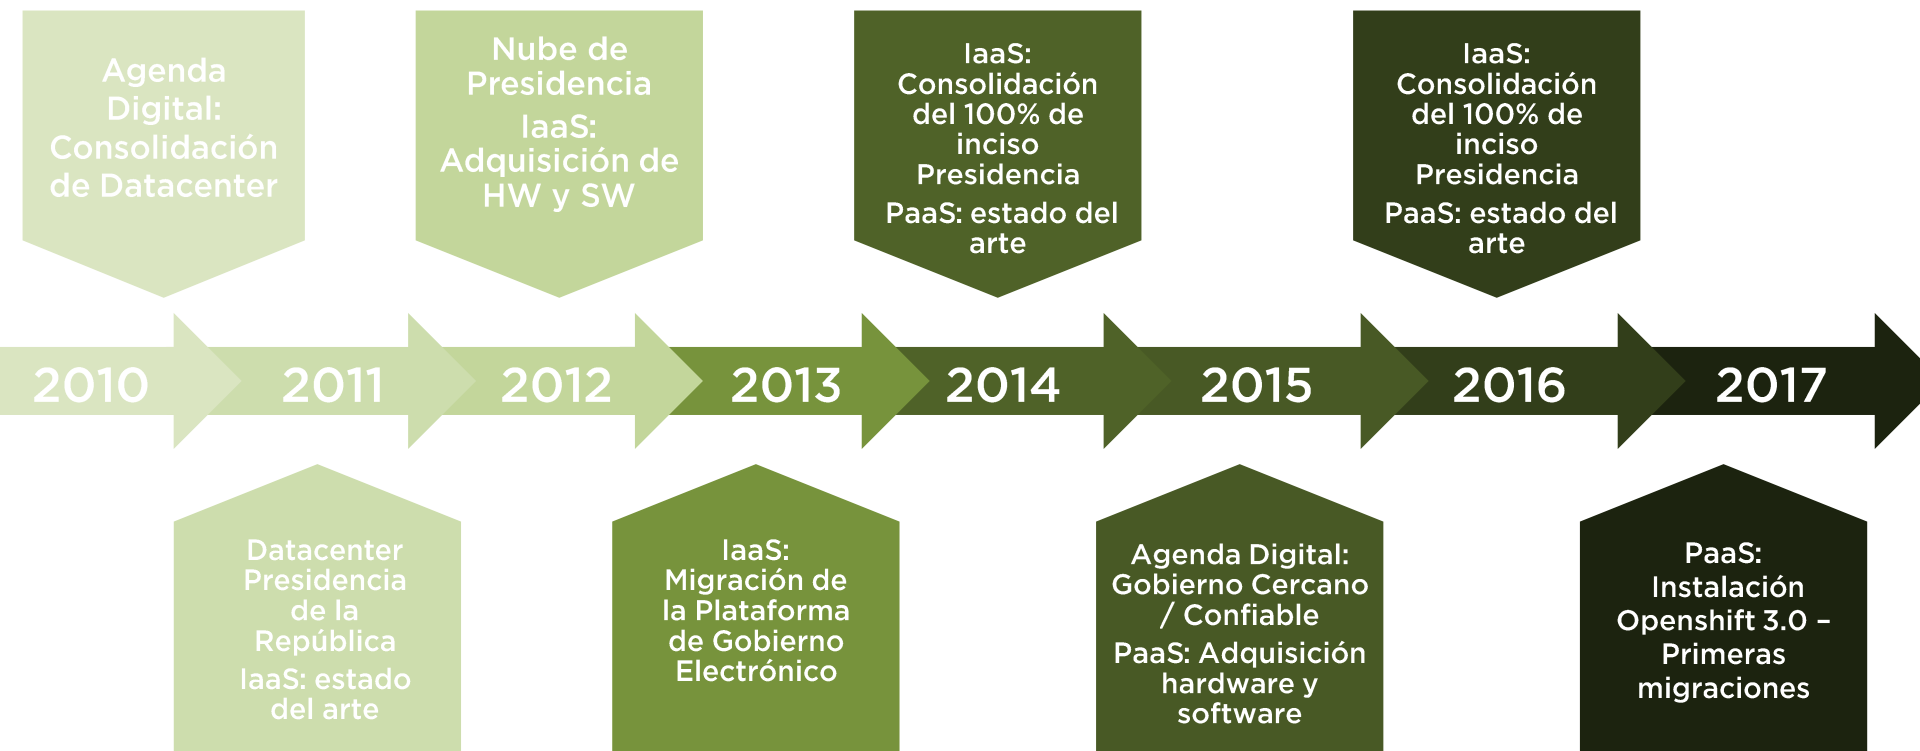 Agenda
Digital:
Consolidación
de Datacenter
Nube de
Presidencia
IaaS:
Adquisición de
HW y SW
IaaS:
Consolidación
del 100% de
inciso
Presidencia
PaaS: estado del
arte
IaaS:
Consolidación
del 100% de
inciso
Presidencia
PaaS: estado del
arte
2010
2011
2012
2013
2014
2015
2016
2017
Datacenter
Presidencia
de la
República
IaaS: estado
del arte
IaaS:
Migración de
la Plataforma
de Gobierno
Electrónico
Agenda Digital:
Gobierno Cercano
/ Confiable
PaaS: Adquisición
hardware y
software
PaaS:
Instalación
Openshift 3.0 –
Primeras
migraciones